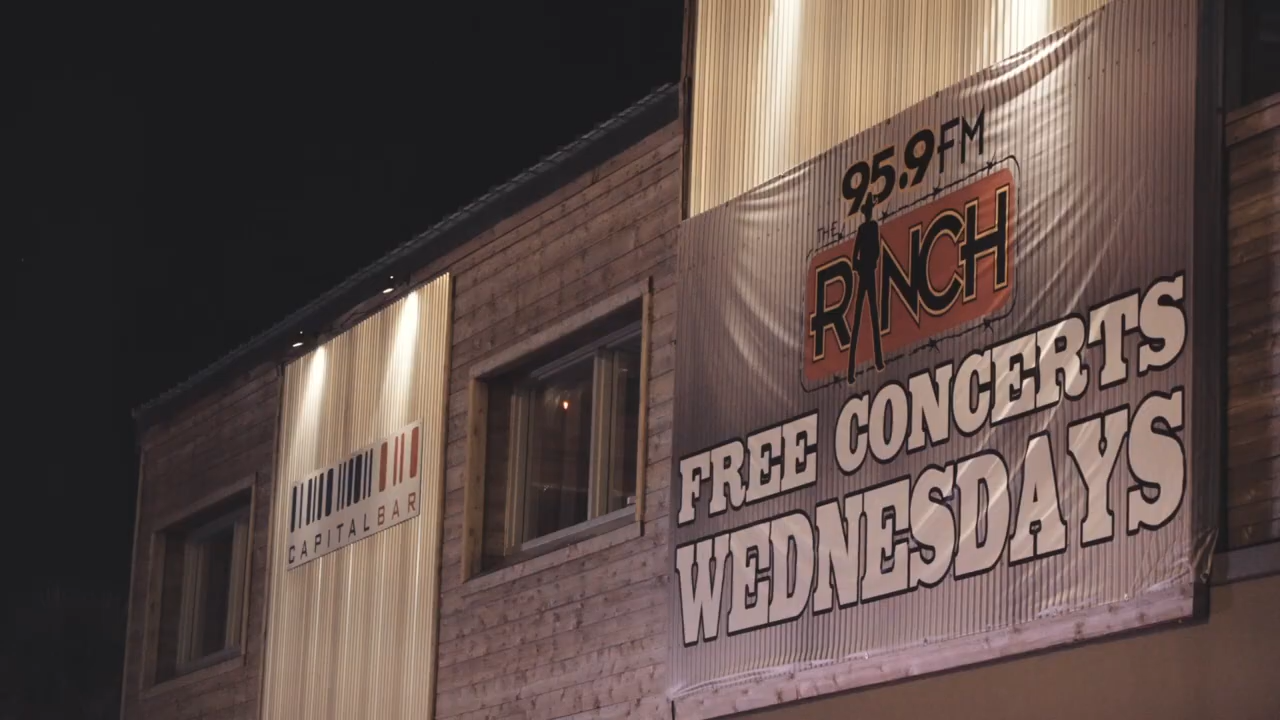 95.9 FM
THE
RANCH
FREE CONCERTS
WEDNESDAYS
CAPITALBAR